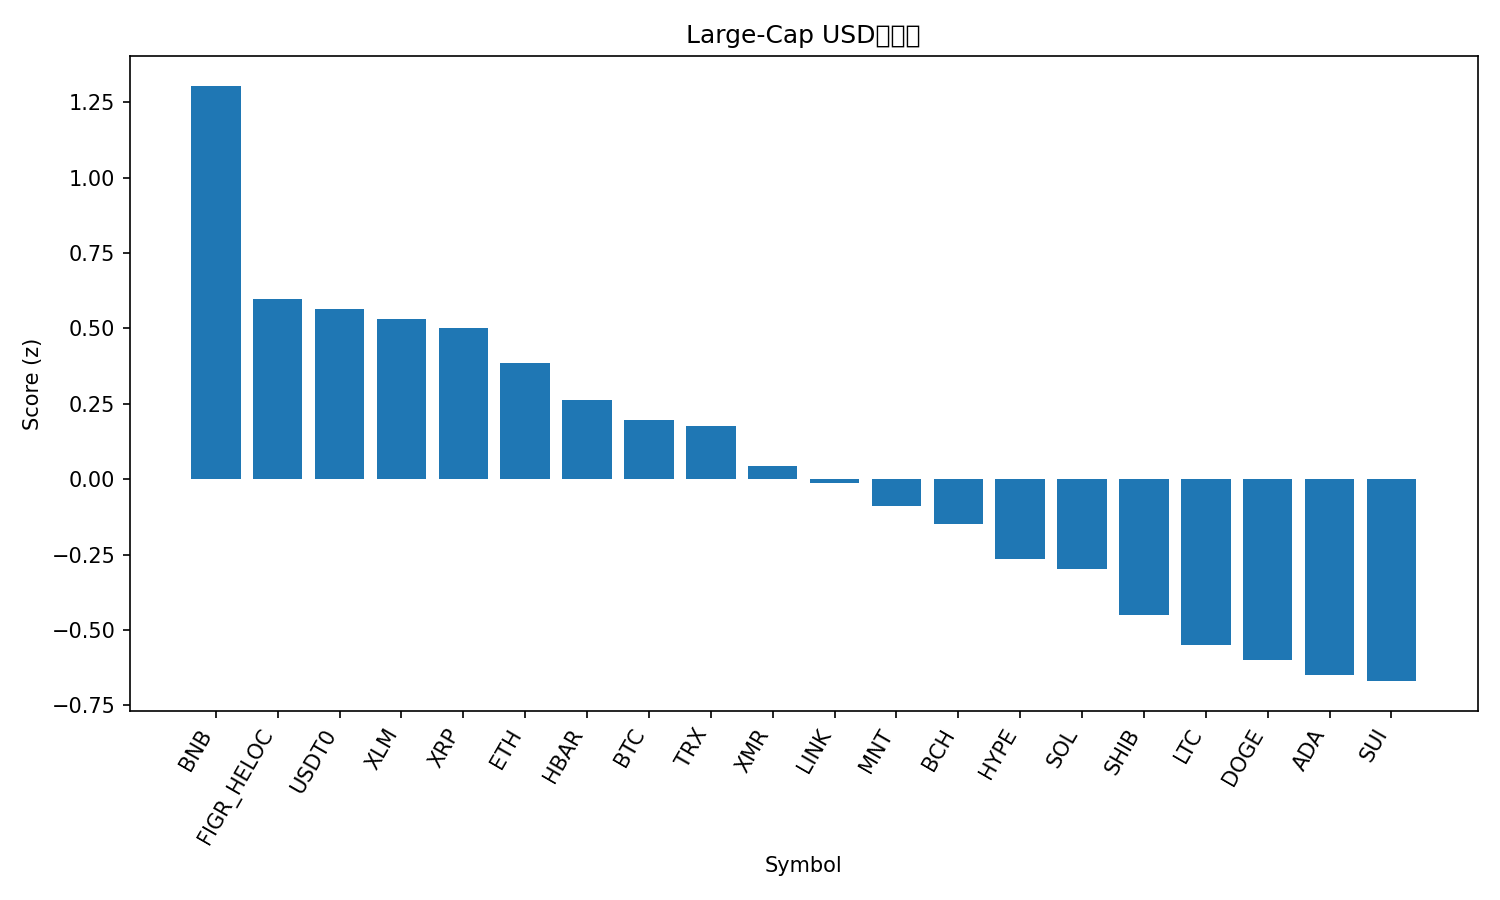 Large-Cap USD
1.25
1.00
0.75
0.50
0.25
0.00
−0.25
−0.50
−0.75
Score (z)
BNB
FIGR_HELOC
USDT0
XLM
XRP
ETH
HBAR
BTC
TRX
XMR
LINK
MNT
BCH
HYPE
SOL
SHIB
LTC
DOGE
ADA
SUI
Symbol